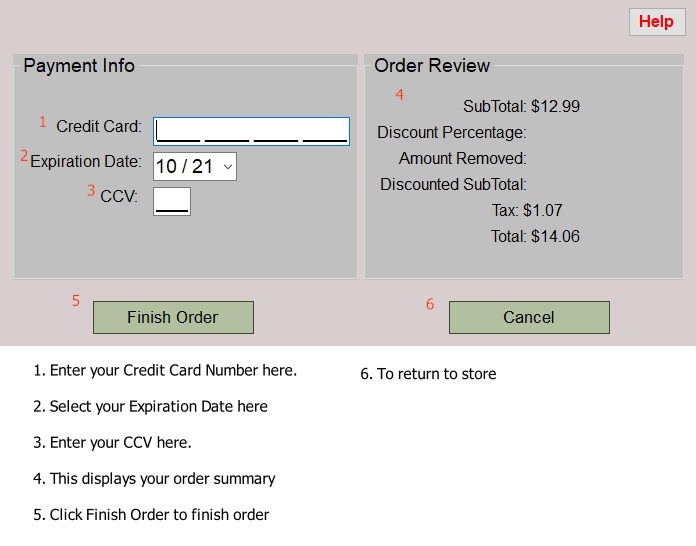 Help
Payment Info
1 Credit Card:
2 Expiration Date: 10 / 21
3 CCV:
Order Review
4
SubTotal: $12.99
Discount Percentage:
Amount Removed:
Discounted SubTotal:
Tax: $1.07
Total: $14.06
5 Finish Order
6 Cancel
1. Enter your Credit Card Number here.
2. Select your Expiration Date here
3. Enter your CCV here.
4. This displays your order summary
5. Click Finish Order to finish order
6. To return to store